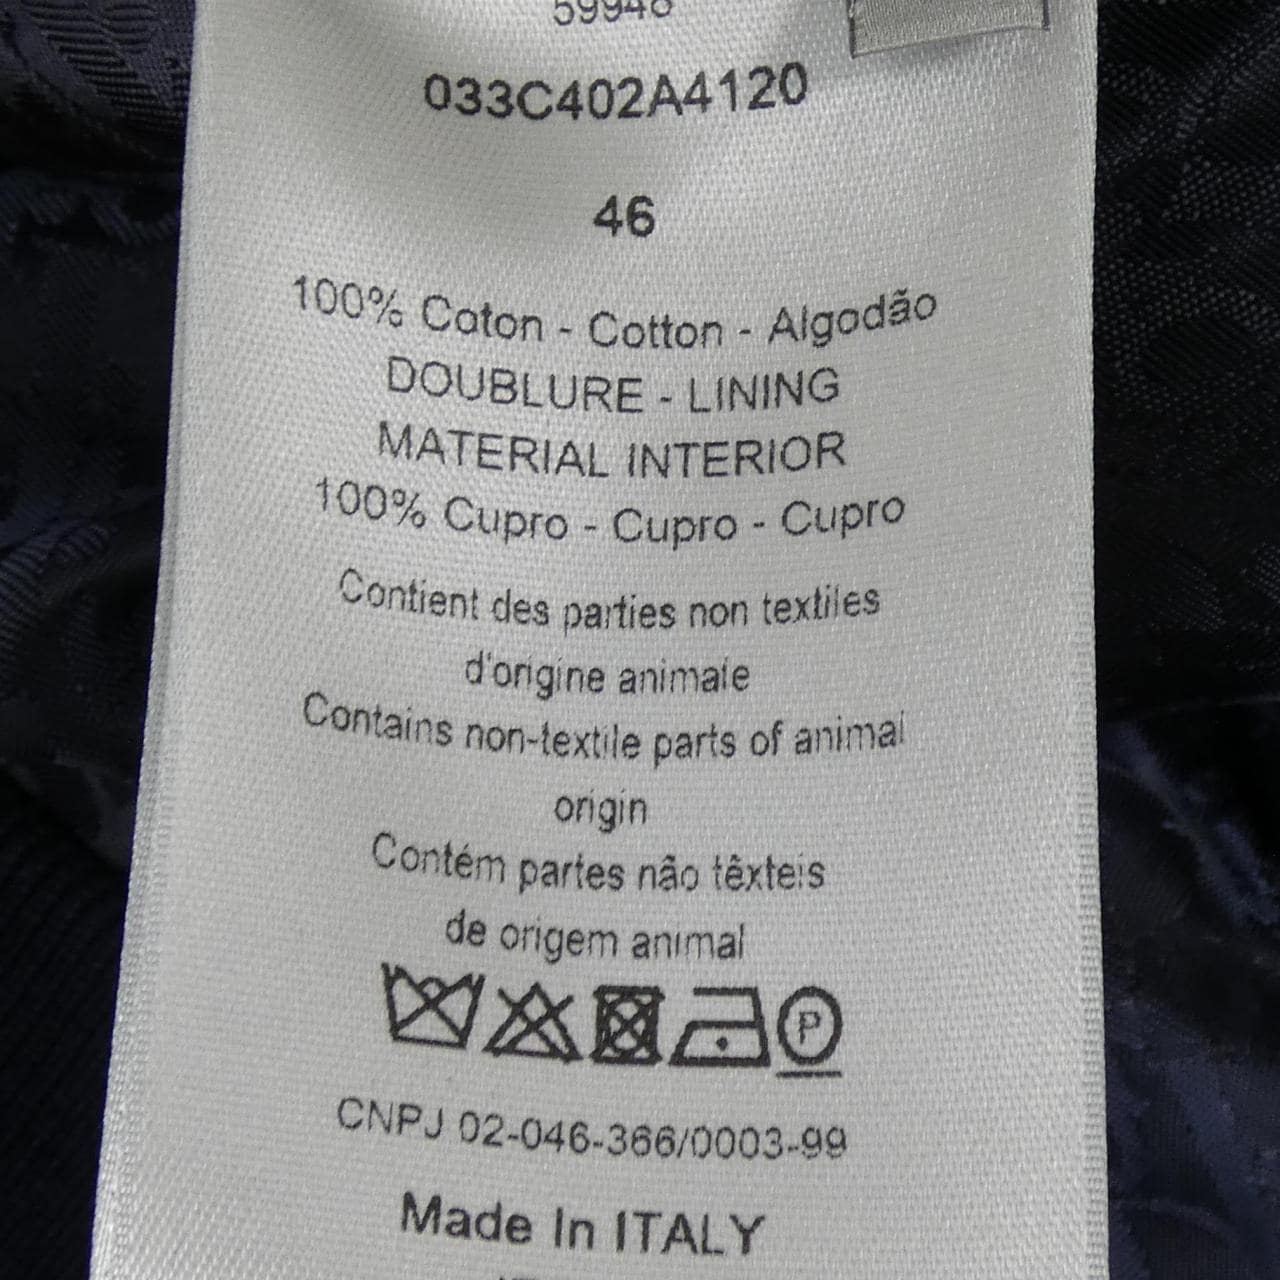 59948
033C402A4120
46
100% Coton - Cotton - Algodão
DOUBLURE - LINING
MATERIAL INTERIOR
100% Cupro - Cupro - Cupro
Contient des parties non textiles
d'origine animale
Contains non-textile parts of animal
origin
Contém partes não têxteis
de origem animal
P
CNPJ 02-046-366/0003-99
Made In ITALY